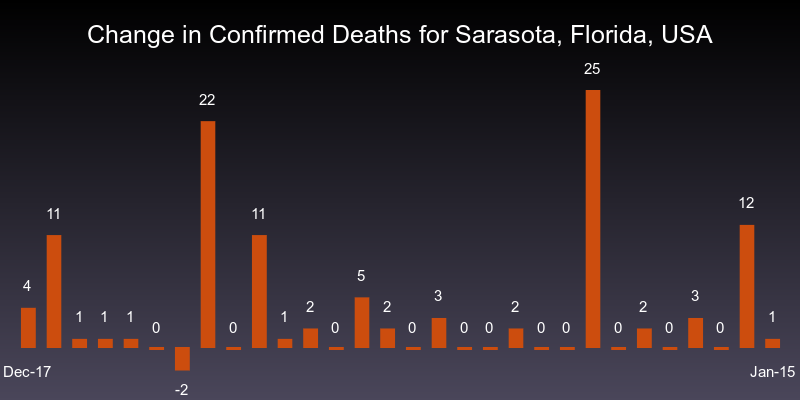 Change in Confirmed Deaths for Sarasota, Florida, USA
4 11 1 1 1 0 -2 22 0 11 1 2 0 5 2 0 3 0 0 2 0 0 25 0 2 0 3 0 12 1
Dec-17 Jan-15